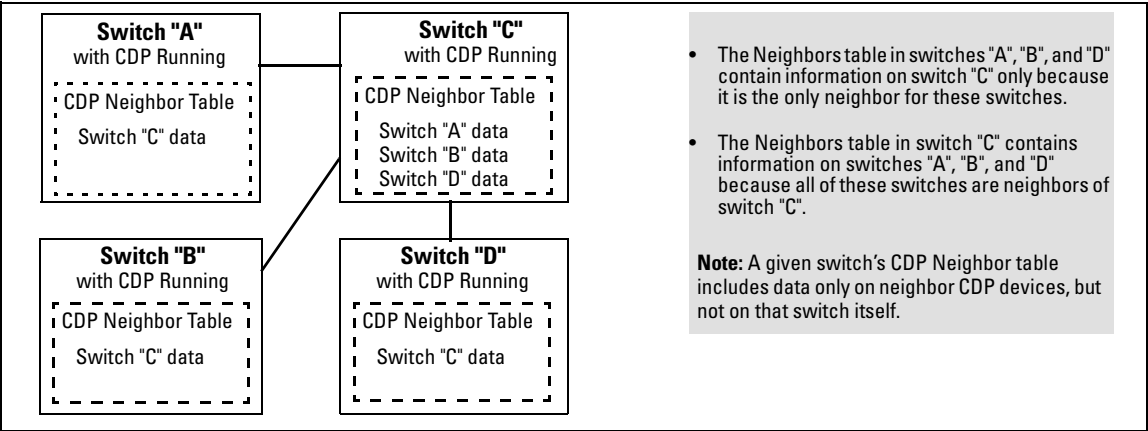 Switch "A"
with CDP Running
CDP Neighbor Table
Switch "C" data
Switch "C"
with CDP Running
CDP Neighbor Table
Switch "A" data
Switch "B" data
Switch "D" data
Switch "B"
with CDP Running
CDP Neighbor Table
Switch "C" data
Switch "D"
with CDP Running
CDP Neighbor Table
Switch "C" data
• The Neighbors table in switches "A", "B", and "D"
contain information on switch "C" only because
it is the only neighbor for these switches.
• The Neighbors table in switch "C" contains
information on switches "A", "B", and "D"
because all of these switches are neighbors of
switch "C".
Note: A given switch's CDP Neighbor table
includes data only on neighbor CDP devices, but
not on that switch itself.